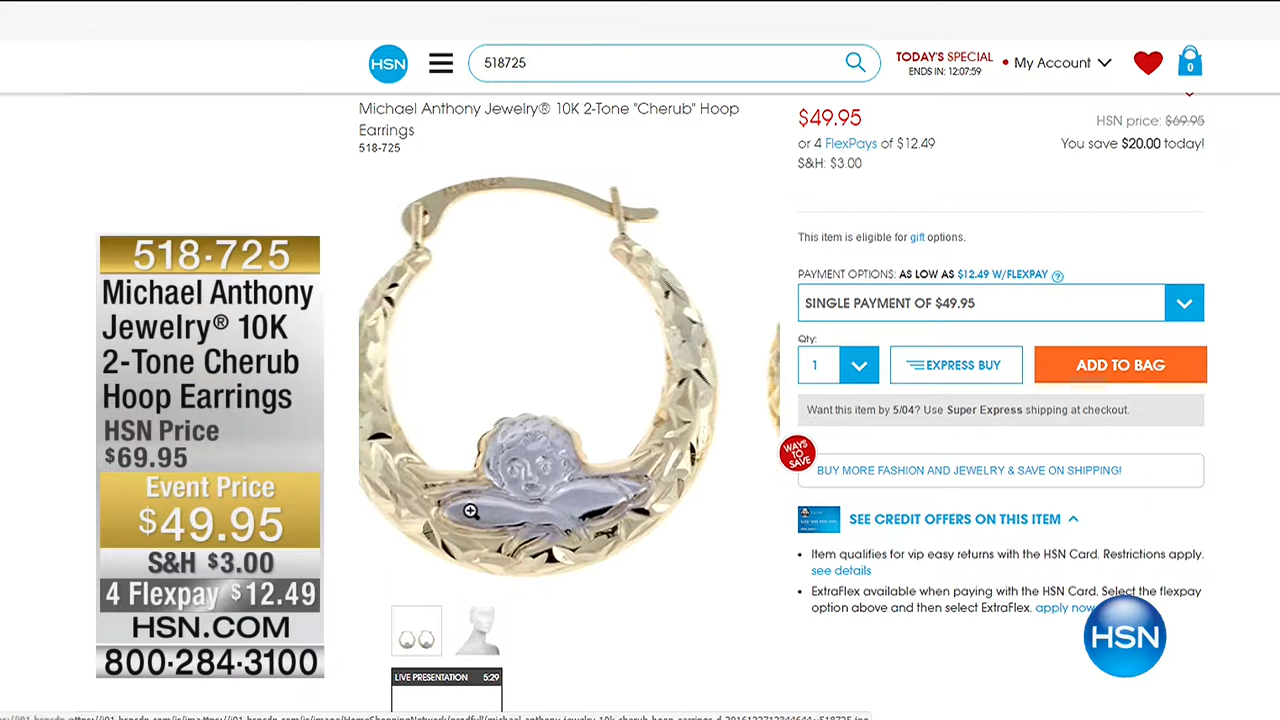 HSN
518725
TODAY'S SPECIAL
ENDS IN: 12:07:59
My Account
0
Michael Anthony Jewelry® 10K 2-Tone "Cherub" Hoop
Earrings
518-725
$49.95
HSN price: $69.95
or 4 FlexPays of $12.49
You save $20.00 today!
S&H: $3.00
This item is eligible for gift options.
PAYMENT OPTIONS: AS LOW AS $12.49 W/FLEXPAY ?
SINGLE PAYMENT OF $49.95
Qty:
1
EXPRESS BUY
ADD TO BAG
Want this item by 5/04? Use Super Express shipping at checkout.
WAYS
TO
SAVE
BUY MORE FASHION AND JEWELRY & SAVE ON SHIPPING!
SEE CREDIT OFFERS ON THIS ITEM
• Item qualifies for vip easy returns with the HSN Card. Restrictions apply.
see details
• ExtraFlex available when paying with the HSN Card. Select the flexpay
option above and then select ExtraFlex. apply now
HSN
518·725
Michael Anthony
Jewelry® 10K
2-Tone Cherub
Hoop Earrings
HSN Price
$69.95
Event Price
$49.95
S&H $3.00
4 Flexpay $12.49
HSN.COM
800·284·3100
LIVE PRESENTATION 5:29